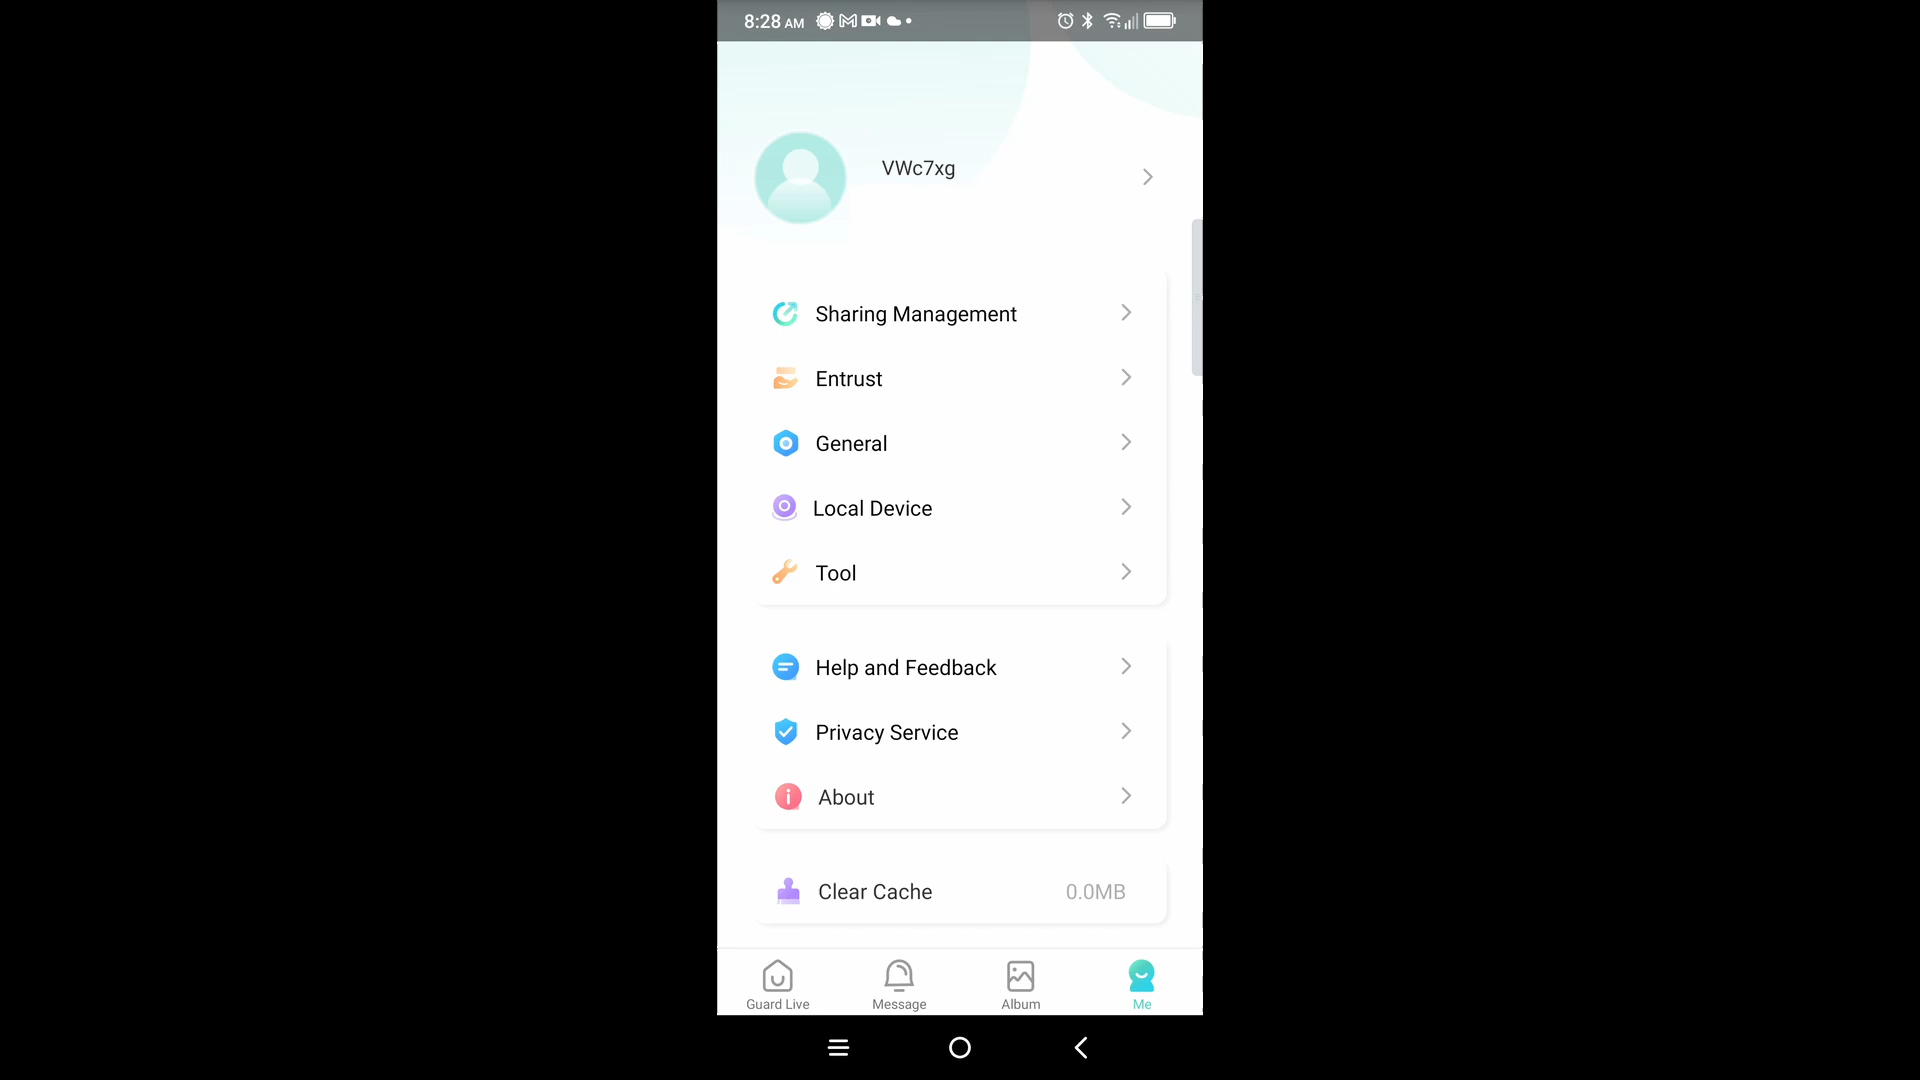 8:28 AM
VWc7xg
Sharing Management
Entrust
General
Local Device
Tool
Help and Feedback
Privacy Service
About
Clear Cache 0.0MB
Guard Live Message Album Me